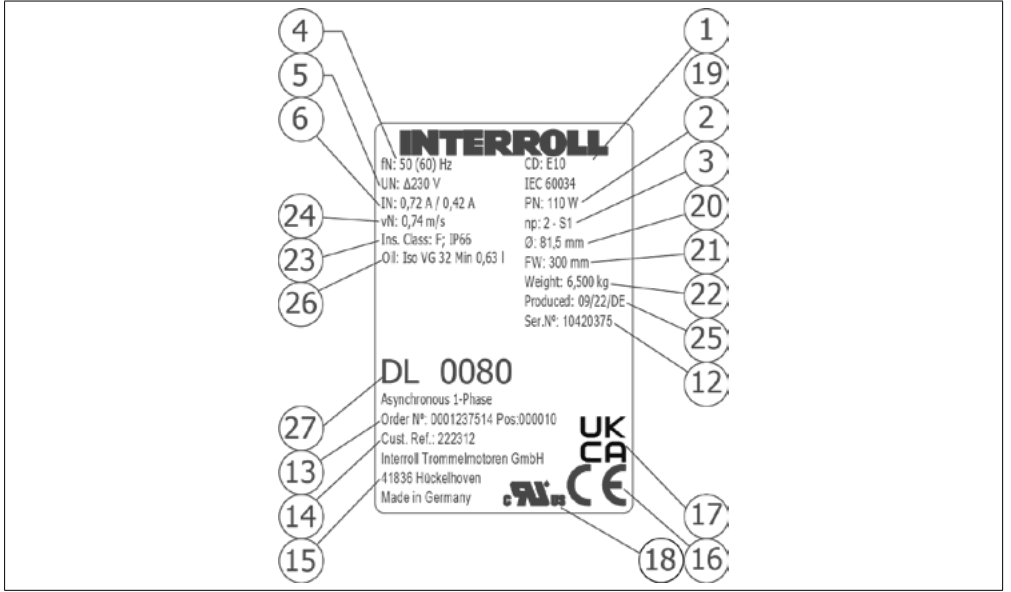 4
5
6
24
23
26
27
13
14
15
1
19
2
3
20
21
22
25
12
17
16
18
INTERROLL
fN: 50 (60) Hz
UN: Δ230 V
IN: 0,72 A / 0,42 A
vN: 0,74 m/s
Ins. Class: F; IP66
Oil: Iso VG 32 Min 0,63 l
CD: E10
IEC 60034
PN: 110 W
np: 2 - S1
Ø: 81,5 mm
FW: 300 mm
Weight: 6,500 kg
Produced: 09/22/DE
Ser.Nº: 10420375
DL 0080
Asynchronous 1-Phase
Order Nº: 0001237514 Pos:000010
Cust. Ref.: 222312
Interroll Trommelmotoren GmbH
41836 Hückelhoven
Made in Germany
UK
CA
c RU us
CE